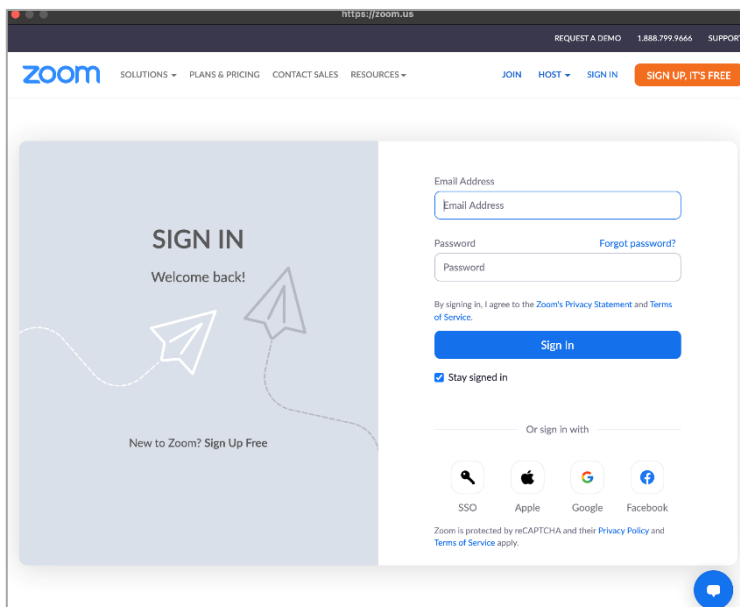 https://zoom.us
REQUEST A DEMO 1.888.799.9666 SUPPORT
zoom SOLUTIONS PLANS & PRICING CONTACT SALES RESOURCES JOIN HOST SIGN IN SIGN UP, IT'S FREE
SIGN IN
Welcome back!
New to Zoom? Sign Up Free
Email Address
Email Address
Password Forgot password?
Password
By signing in, I agree to the Zoom's Privacy Statement and Terms
of Service.
Sign In
Stay signed in
Or sign in with
SSO Apple Google Facebook
Zoom is protected by reCAPTCHA and their Privacy Policy and
Terms of Service apply.